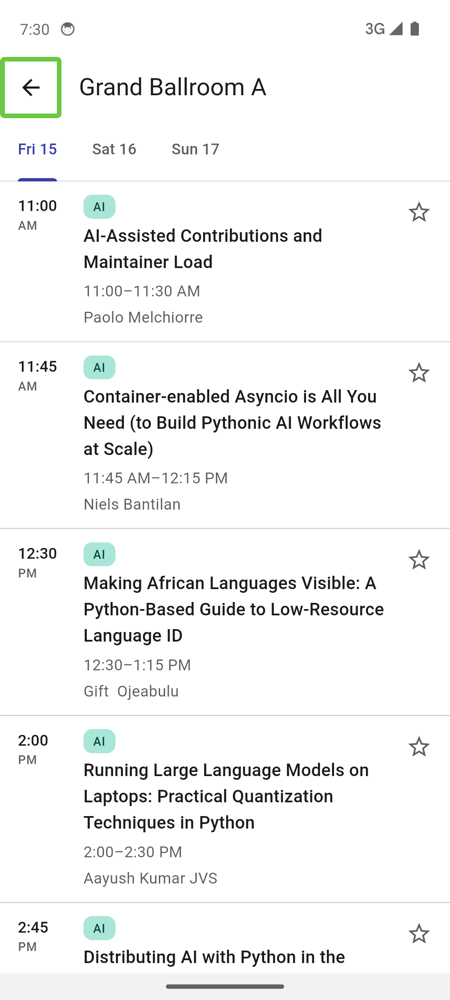 7:30
3G
Grand Ballroom A
Fri 15
Sat 16
Sun 17
11:00
AM
AI
AI-Assisted Contributions and
Maintainer Load
11:00–11:30 AM
Paolo Melchiorre
11:45
AM
AI
Container-enabled Asyncio is All You
Need (to Build Pythonic AI Workflows
at Scale)
11:45 AM–12:15 PM
Niels Bantilan
12:30
PM
AI
Making African Languages Visible: A
Python-Based Guide to Low-Resource
Language ID
12:30–1:15 PM
Gift  Ojeabulu
2:00
PM
AI
Running Large Language Models on
Laptops: Practical Quantization
Techniques in Python
2:00–2:30 PM
Aayush Kumar JVS
2:45
PM
AI
Distributing AI with Python in the